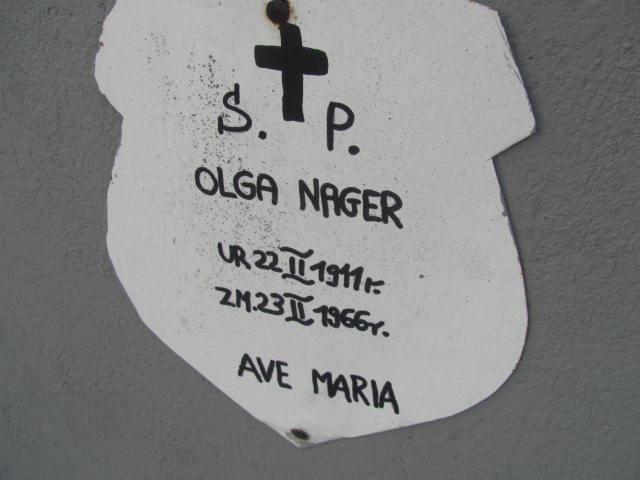 S. P.
OLGA NAGER
UR. 22 II 1911 r.
ZM. 23 II 1966 r.
AVE MARIA